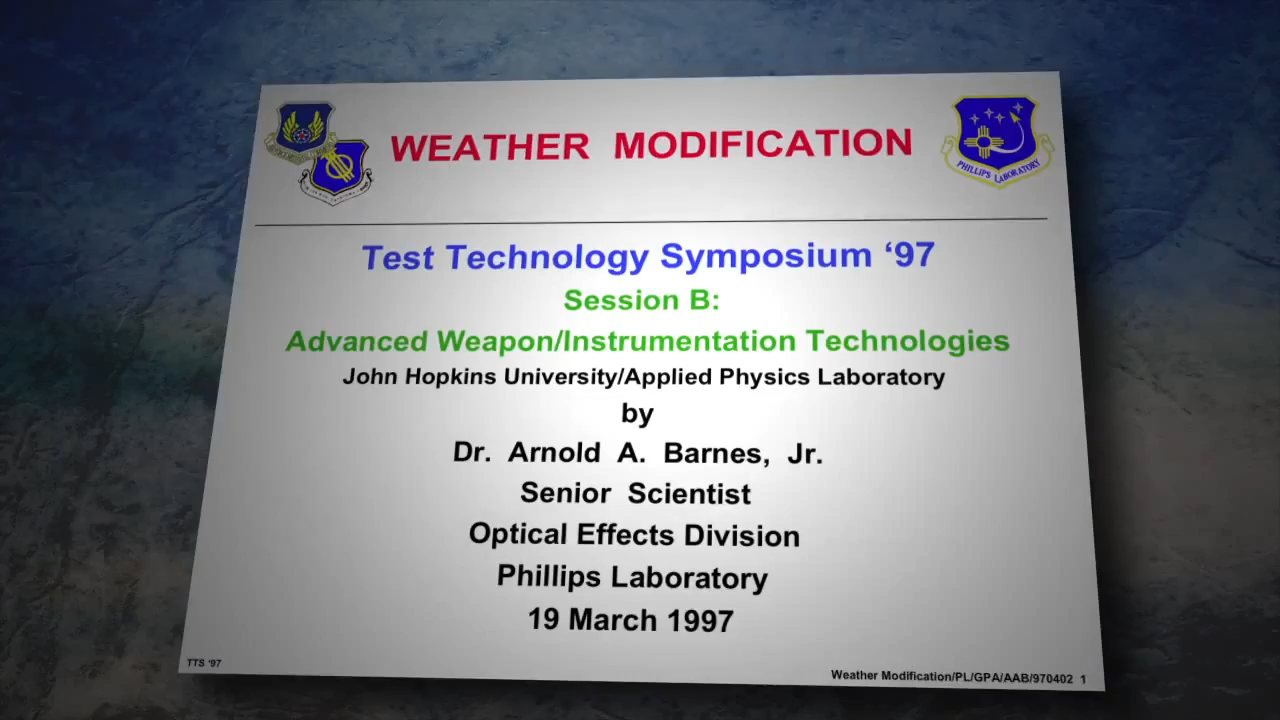 WEATHER MODIFICATION
PHILLIPS LABORATORY
Test Technology Symposium ‘97
Session B:
Advanced Weapon/Instrumentation Technologies
John Hopkins University/Applied Physics Laboratory
by
Dr. Arnold A. Barnes, Jr.
Senior Scientist
Optical Effects Division
Phillips Laboratory
19 March 1997
TTS ‘97
Weather Modification/PL/GPA/AAB/970402 1